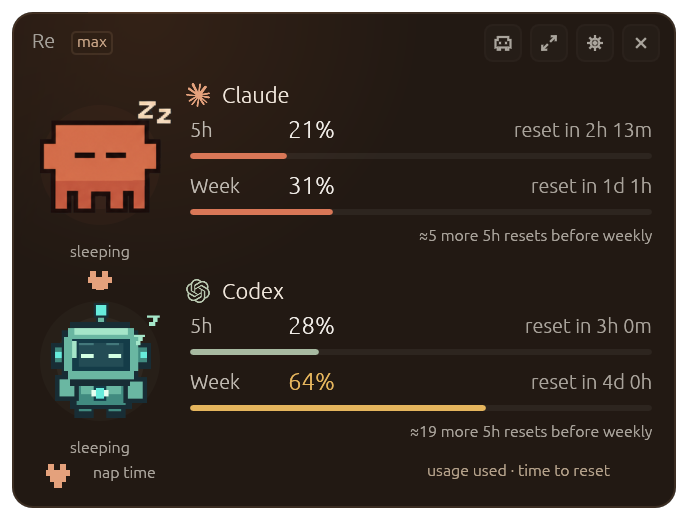 Re max
zz
Claude
5h 21% reset in 2h 13m
Week 31% reset in 1d 1h
≈5 more 5h resets before weekly
sleeping
Codex
5h 28% reset in 3h 0m
Week 64% reset in 4d 0h
≈19 more 5h resets before weekly
sleeping
nap time usage used · time to reset